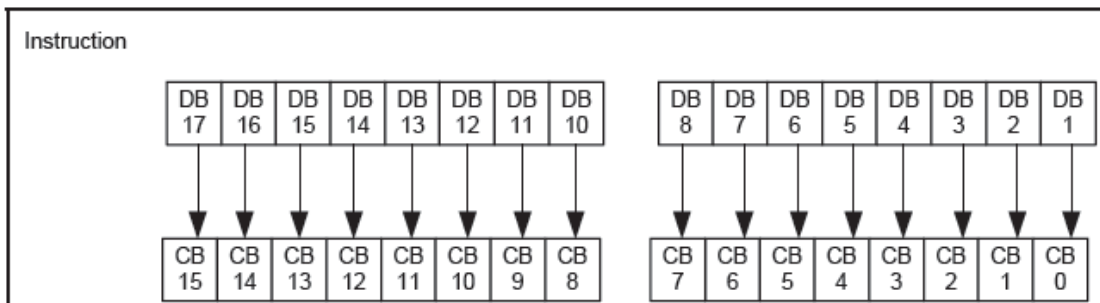 Instruction
DB DB DB DB DB DB DB DB DB DB DB DB DB DB DB DB
17 16 15 14 13 12 11 10 8 7 6 5 4 3 2 1
CB CB CB CB CB CB CB CB CB CB CB CB CB CB CB CB
15 14 13 12 11 10 9 8 7 6 5 4 3 2 1 0